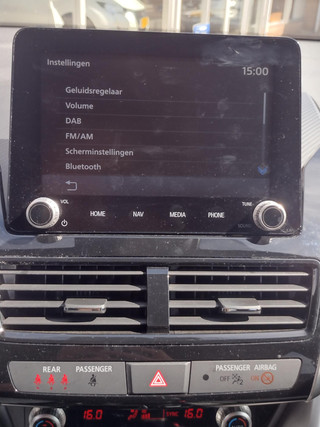 Instellingen
15:00
Geluidsregelaar
Volume
DAB
FM/AM
Scherminstellingen
Bluetooth
VOL
TUNE
HOME NAV MEDIA PHONE
REAR PASSENGER
PASSENGER AIRBAG
OFF ON
16.0 SYNC 16.0